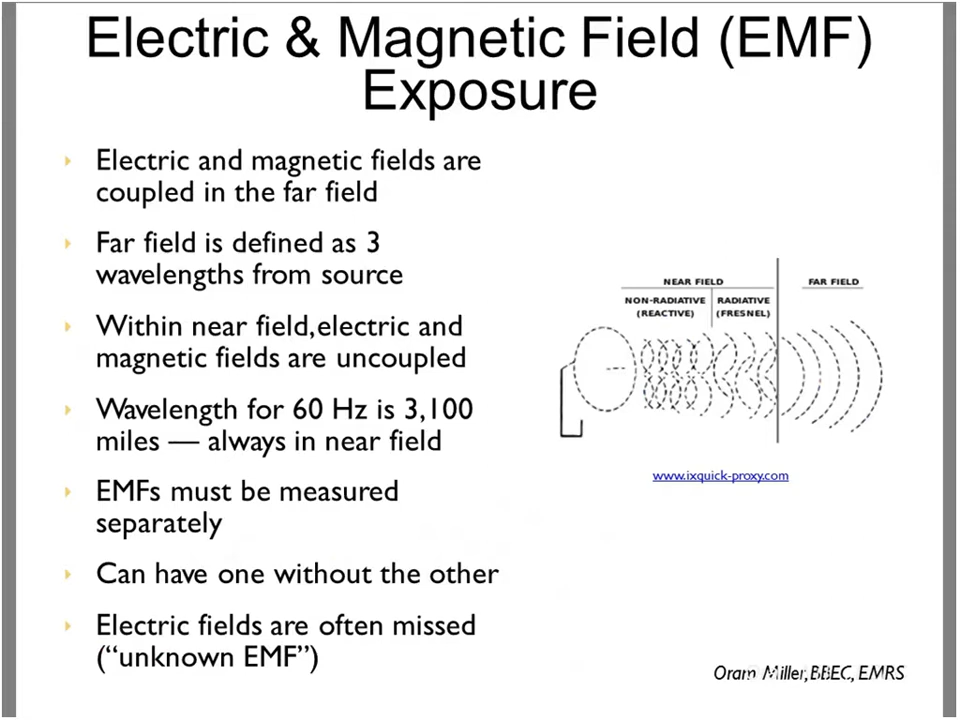 Electric & Magnetic Field (EMF)
Exposure
Electric and magnetic fields are
coupled in the far field
Far field is defined as 3
wavelengths from source
Within near field,electric and
magnetic fields are uncoupled
Wavelength for 60 Hz is 3,100
miles — always in near field
EMFs must be measured
separately
Can have one without the other
Electric fields are often missed
(“unknown EMF”)
NEAR FIELD
FAR FIELD
NON-RADIATIVE
(REACTIVE)
RADIATIVE
(FRESNEL)
www.ixquick-proxy.com
Oram Miller, BBEC, EMRS